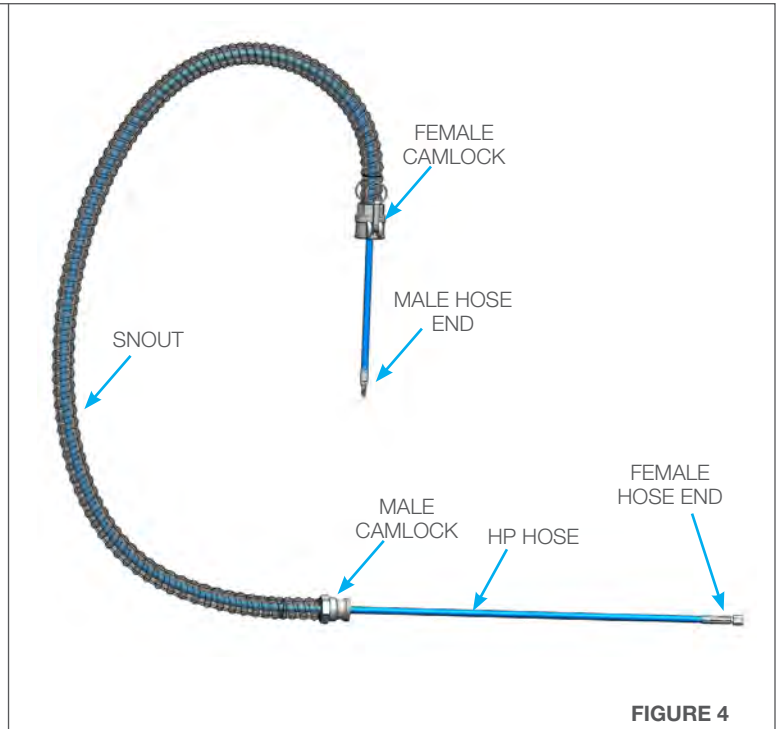 FEMALE
CAMLOCK
MALE HOSE
END
SNOUT
FEMALE
HOSE END
MALE
CAMLOCK
HP HOSE
FIGURE 4